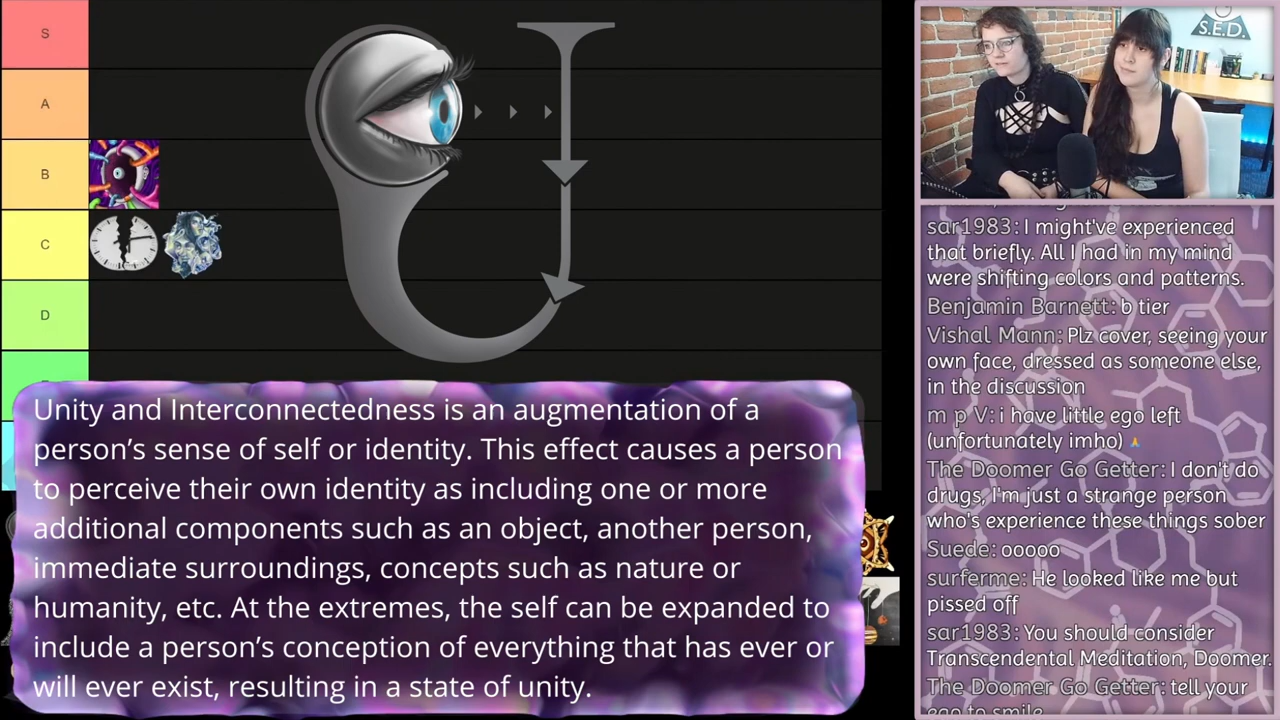 S
A
B
C
D
Unity and Interconnectedness is an augmentation of a
person's sense of self or identity. This effect causes a person
to perceive their own identity as including one or more
additional components such as an object, another person,
immediate surroundings, concepts such as nature or
humanity, etc. At the extremes, the self can be expanded to
include a person's conception of everything that has ever or
will ever exist, resulting in a state of unity.
S.E.D.
sar1983: I might've experienced
that briefly. All I had in my mind
were shifting colors and patterns.
Benjamin Barnett: b tier
Vishal Mann: Plz cover, seeing your
own face, dressed as someone else,
in the discussion
m p V: i have little ego left
(unfortunately imho) 🙏
The Doomer Go Getter: I don't do
drugs, I'm just a strange person
who's experience these things sober
Suede: ooooo
surferme: He looked like me but
pissed off
sar1983: You should consider
Transcendental Meditation, Doomer.
The Doomer Go Getter: tell your
ego to smile